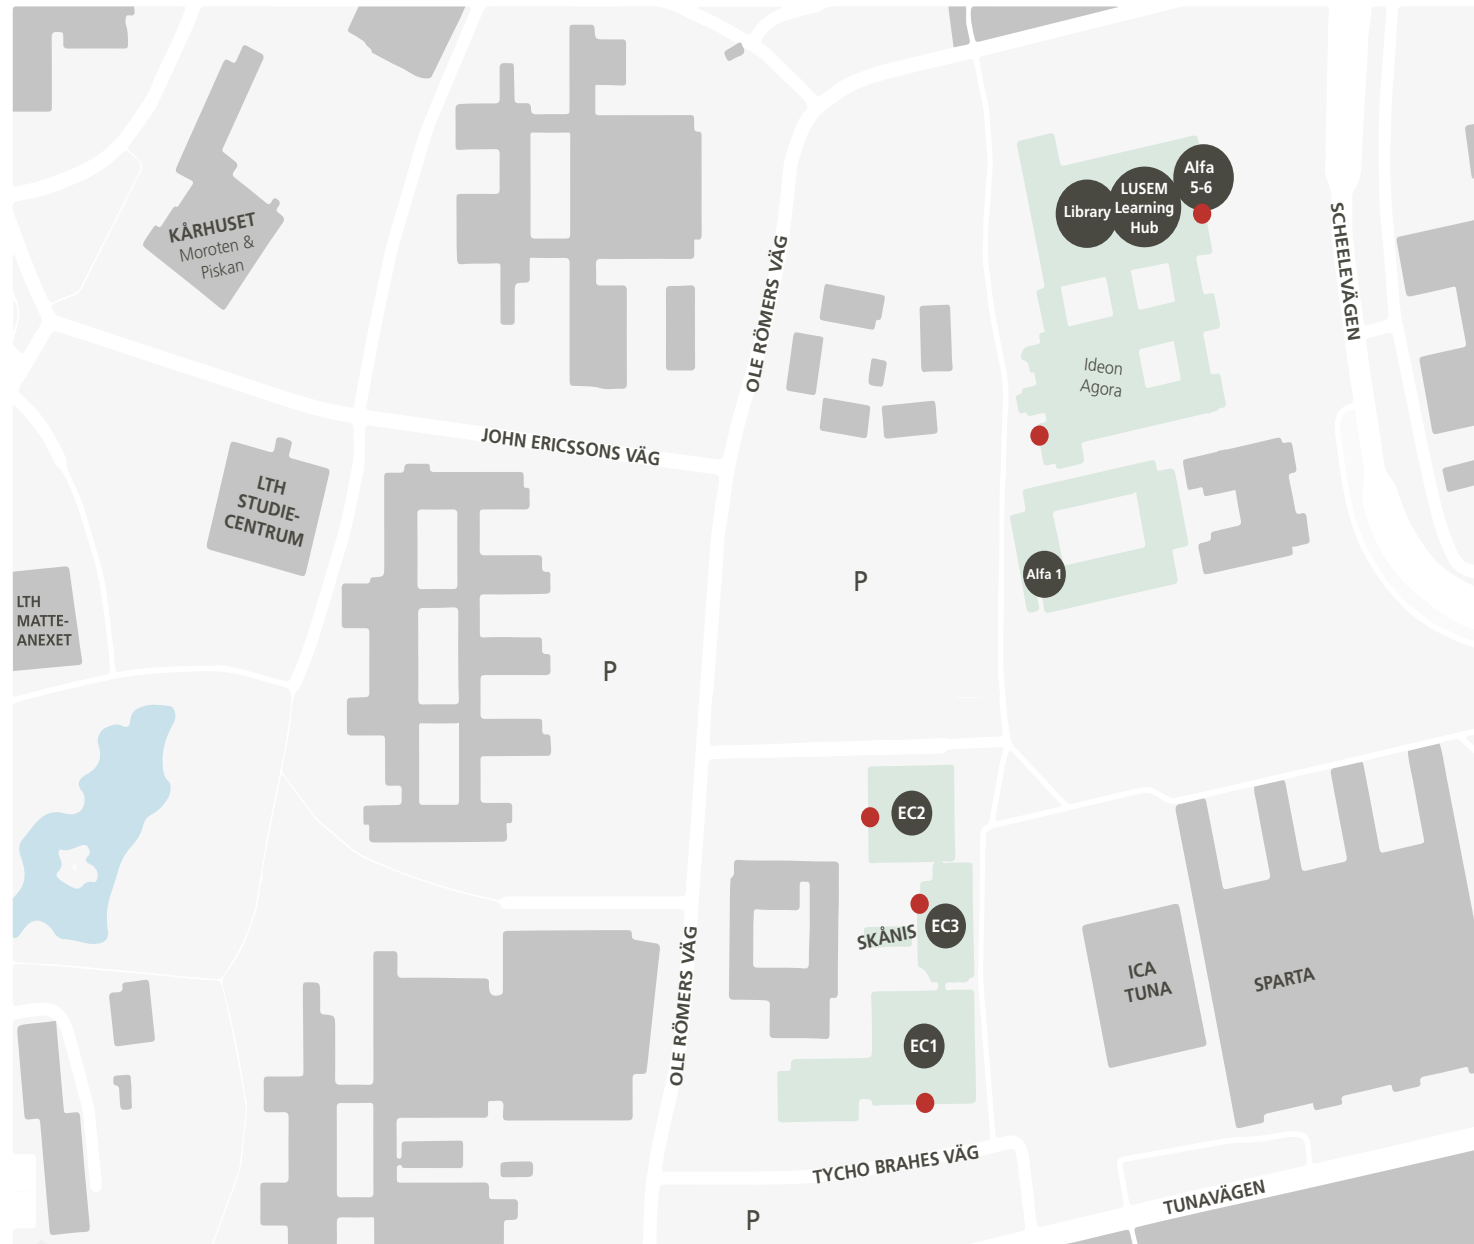 Alfa
5-6
LUSEM
Learning
Hub
Library
KÅRHUSET
Moroten &
Piskan
SCHEELEVÄGEN
OLE RÖMERS VÄG
Ideon
Agora
JOHN ERICSSONS VÄG
LTH
STUDIE-
CENTRUM
Alfa 1
P
LTH
MATTE-
ANEXET
P
EC2
EC3
SKÅNIS
ICA
TUNA
SPARTA
OLE RÖMERS VÄG
EC1
TYCHO BRAHES VÄG
TUNAVÄGEN
P